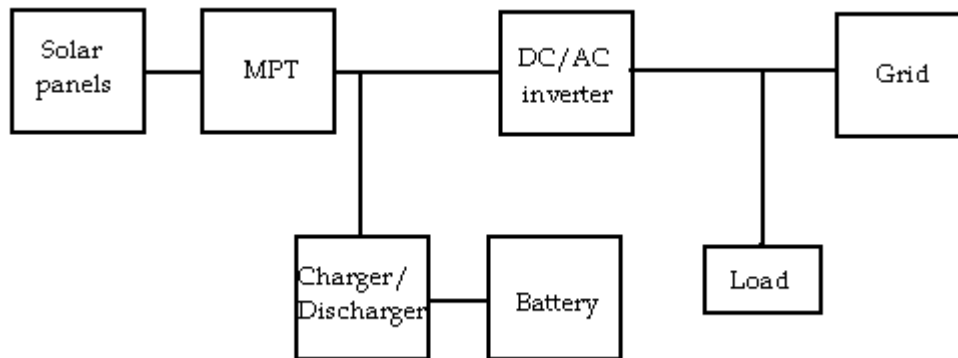 Solar
panels
MPT
DC/AC
inverter
Grid
Charger/
Discharger
Battery
Load